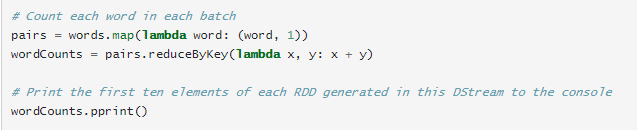 # Count each word in each batch
pairs = words.map(lambda word: (word, 1))
wordCounts = pairs.reduceByKey(lambda x, y: x + y)
# Print the first ten elements of each RDD generated in this DStream to the console
wordCounts.pprint()